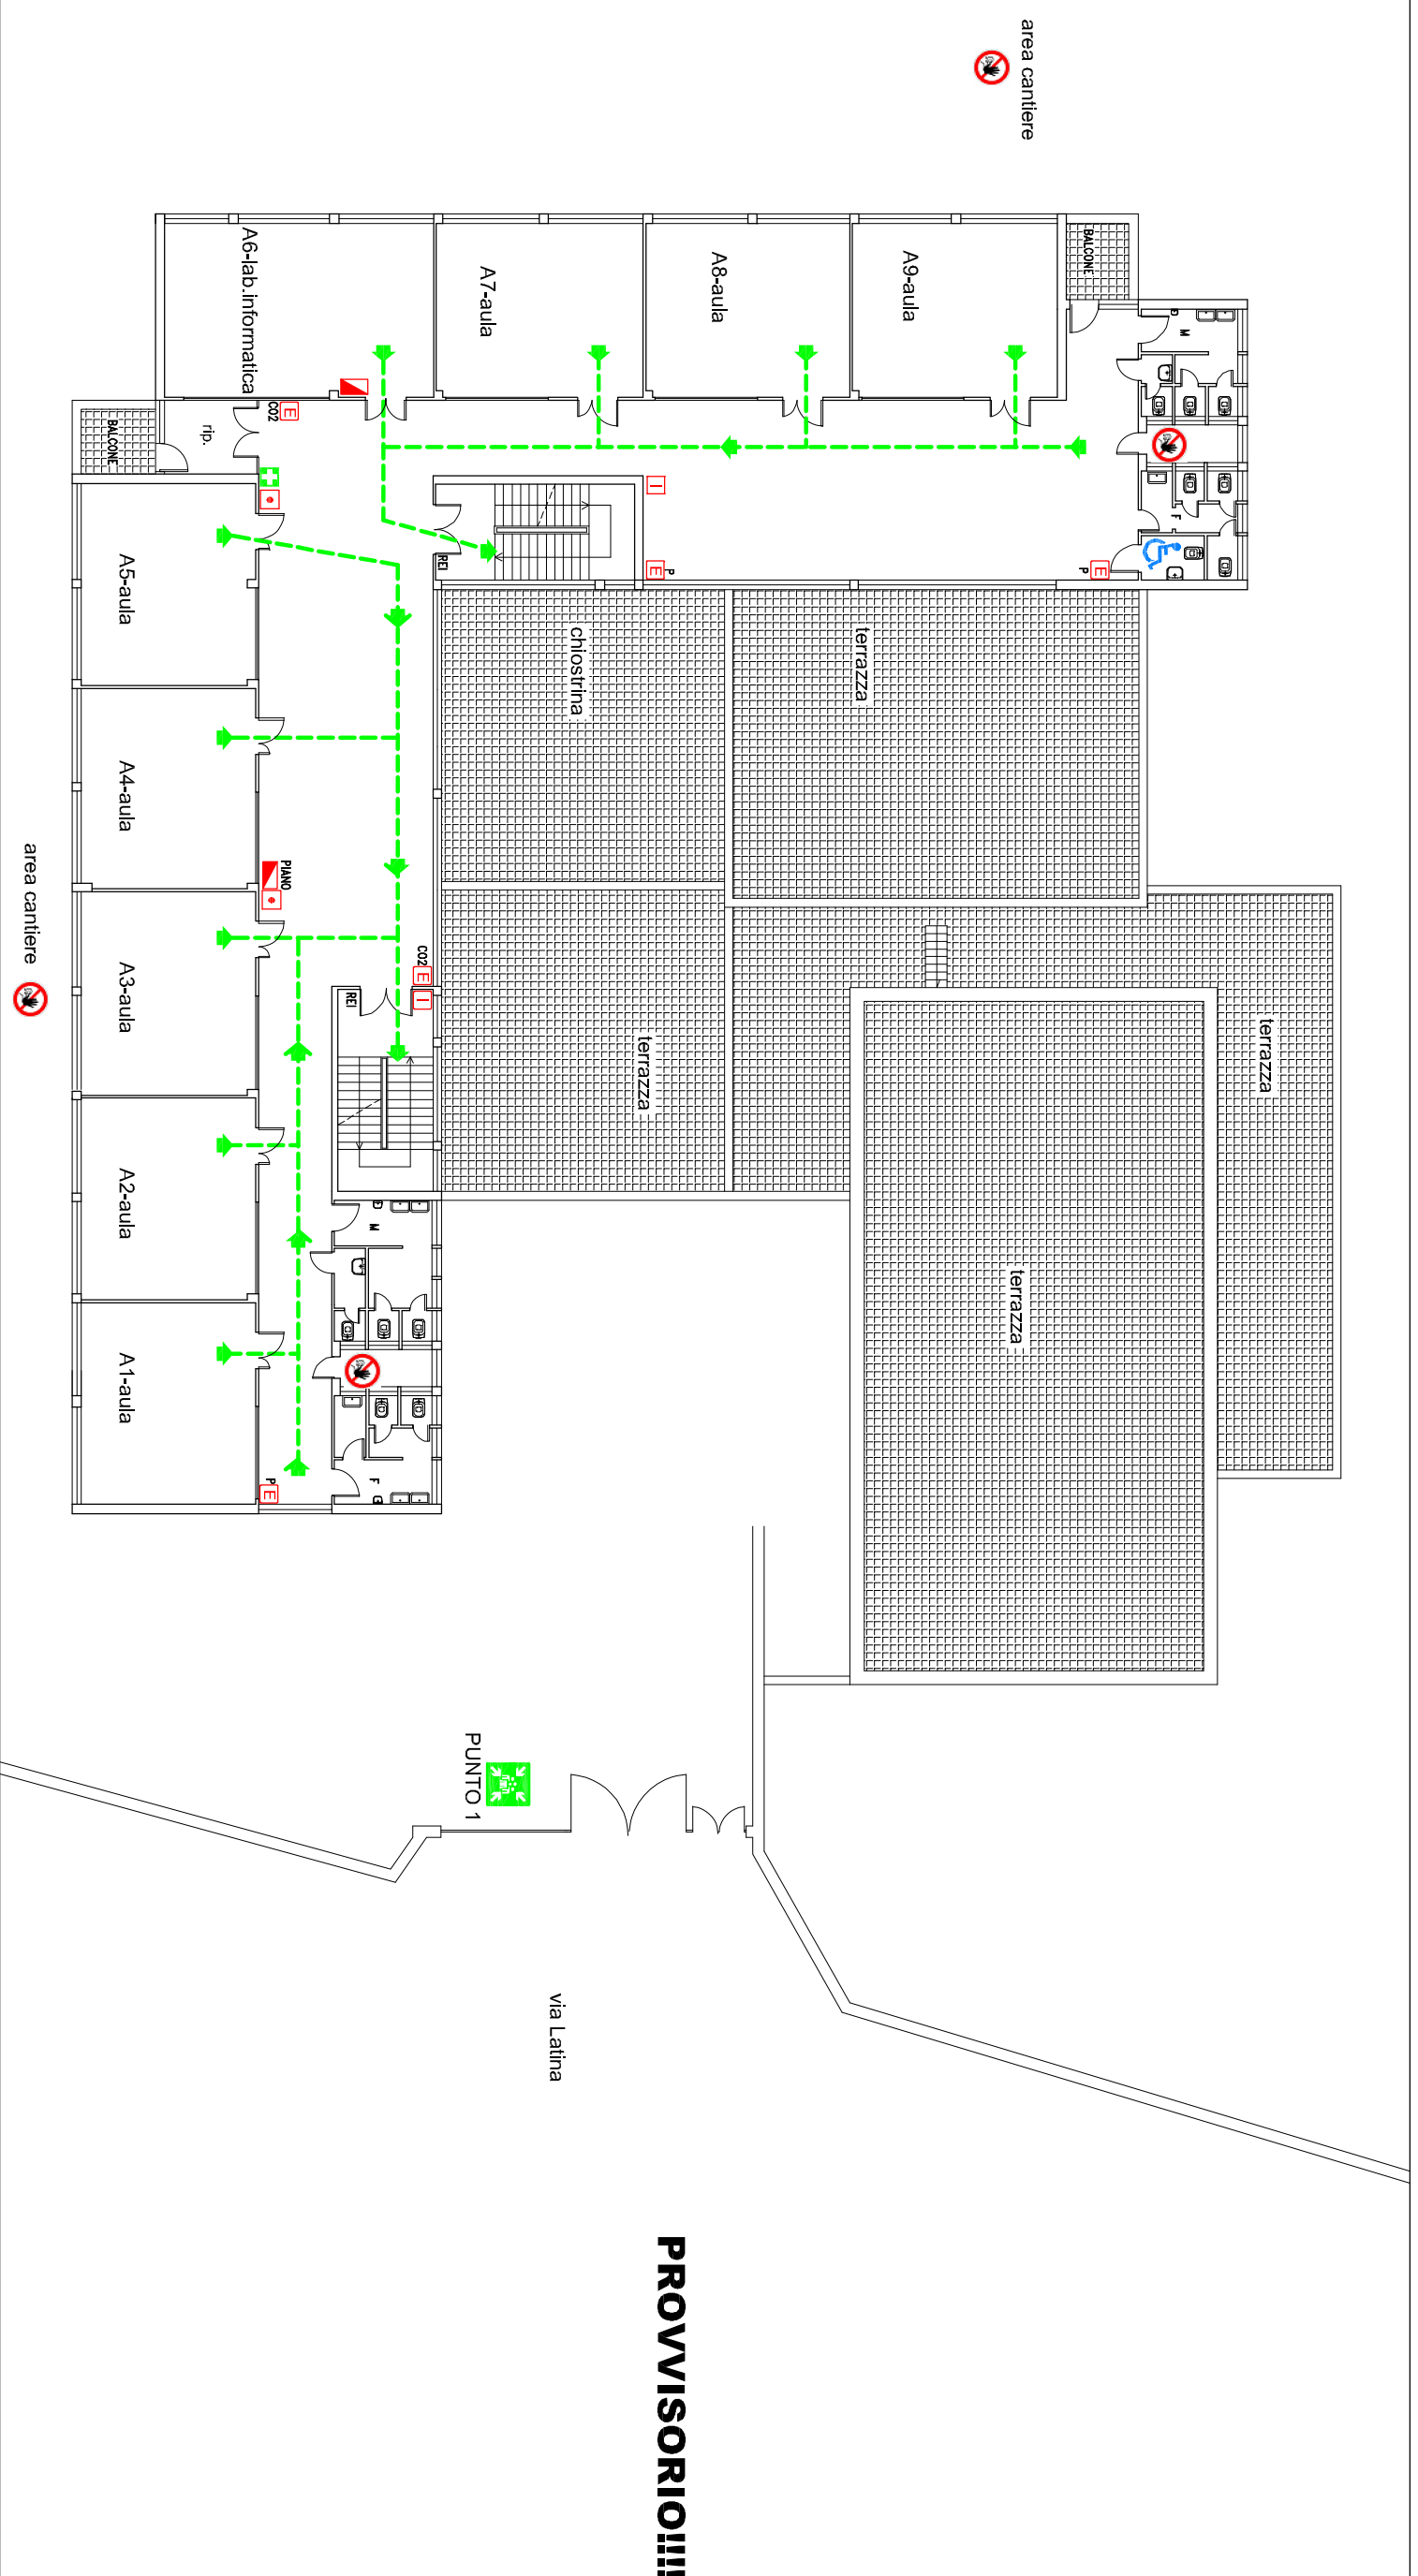 area cantiere
BALCONE
A9-aula
A8-aula
A7-aula
A6-lab.informatica
M
F
E
CO2
rip.
BALCONE
I
E
P
E
P
REI
A5-aula
chiostrina
terrazza
A4-aula
PIANO
area cantiere
A3-aula
CO2
E
I
REI
terrazza
terrazza
A2-aula
M
terrazza
A1-aula
F
P
E
PUNTO 1
via Latina
PROVVISORIO!!!!